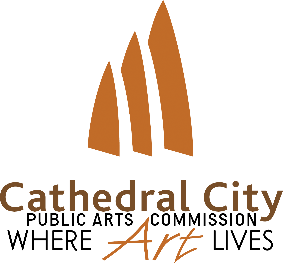 Cathedral City
PUBLIC ARTS COMMISSION
WHERE Art LIVES